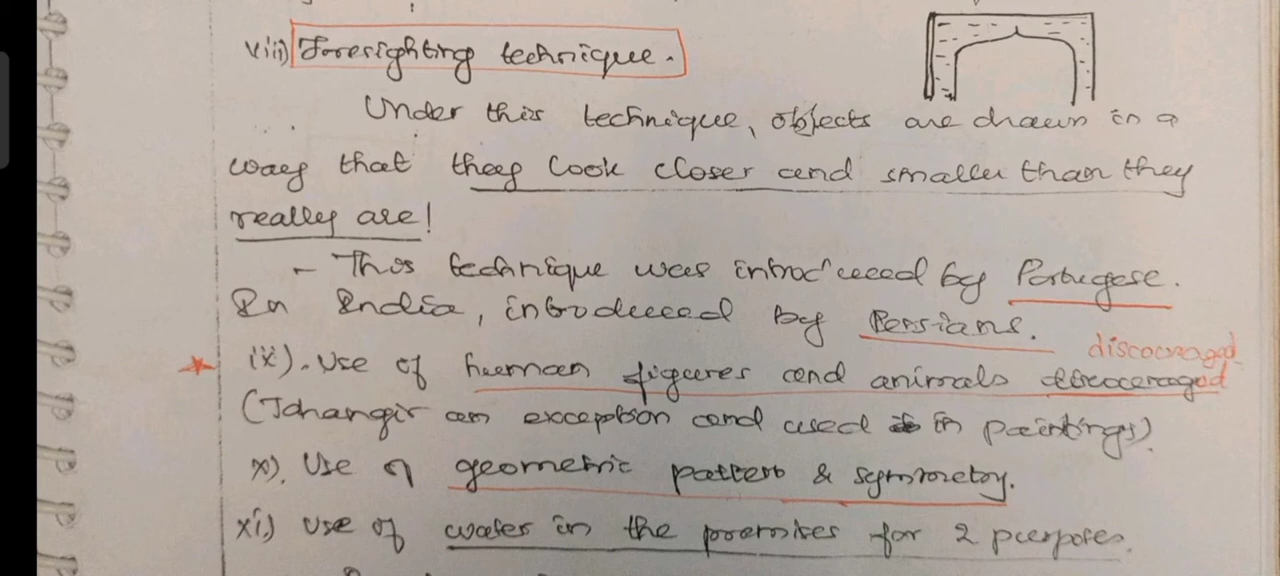 viii) Foresighting technique.
Under this technique, objects are drawn in a
way that they look closer and smaller than they
really are!
- This technique was introduced by Portugese.
In India, introduced by Persians.
discouraged
ix). Use of human figures and animals discouraged
(Jahangir an exception and used in paintings).
x). Use of geometric pattern & symmetry.
xi) Use of water in the premises for 2 purposes.